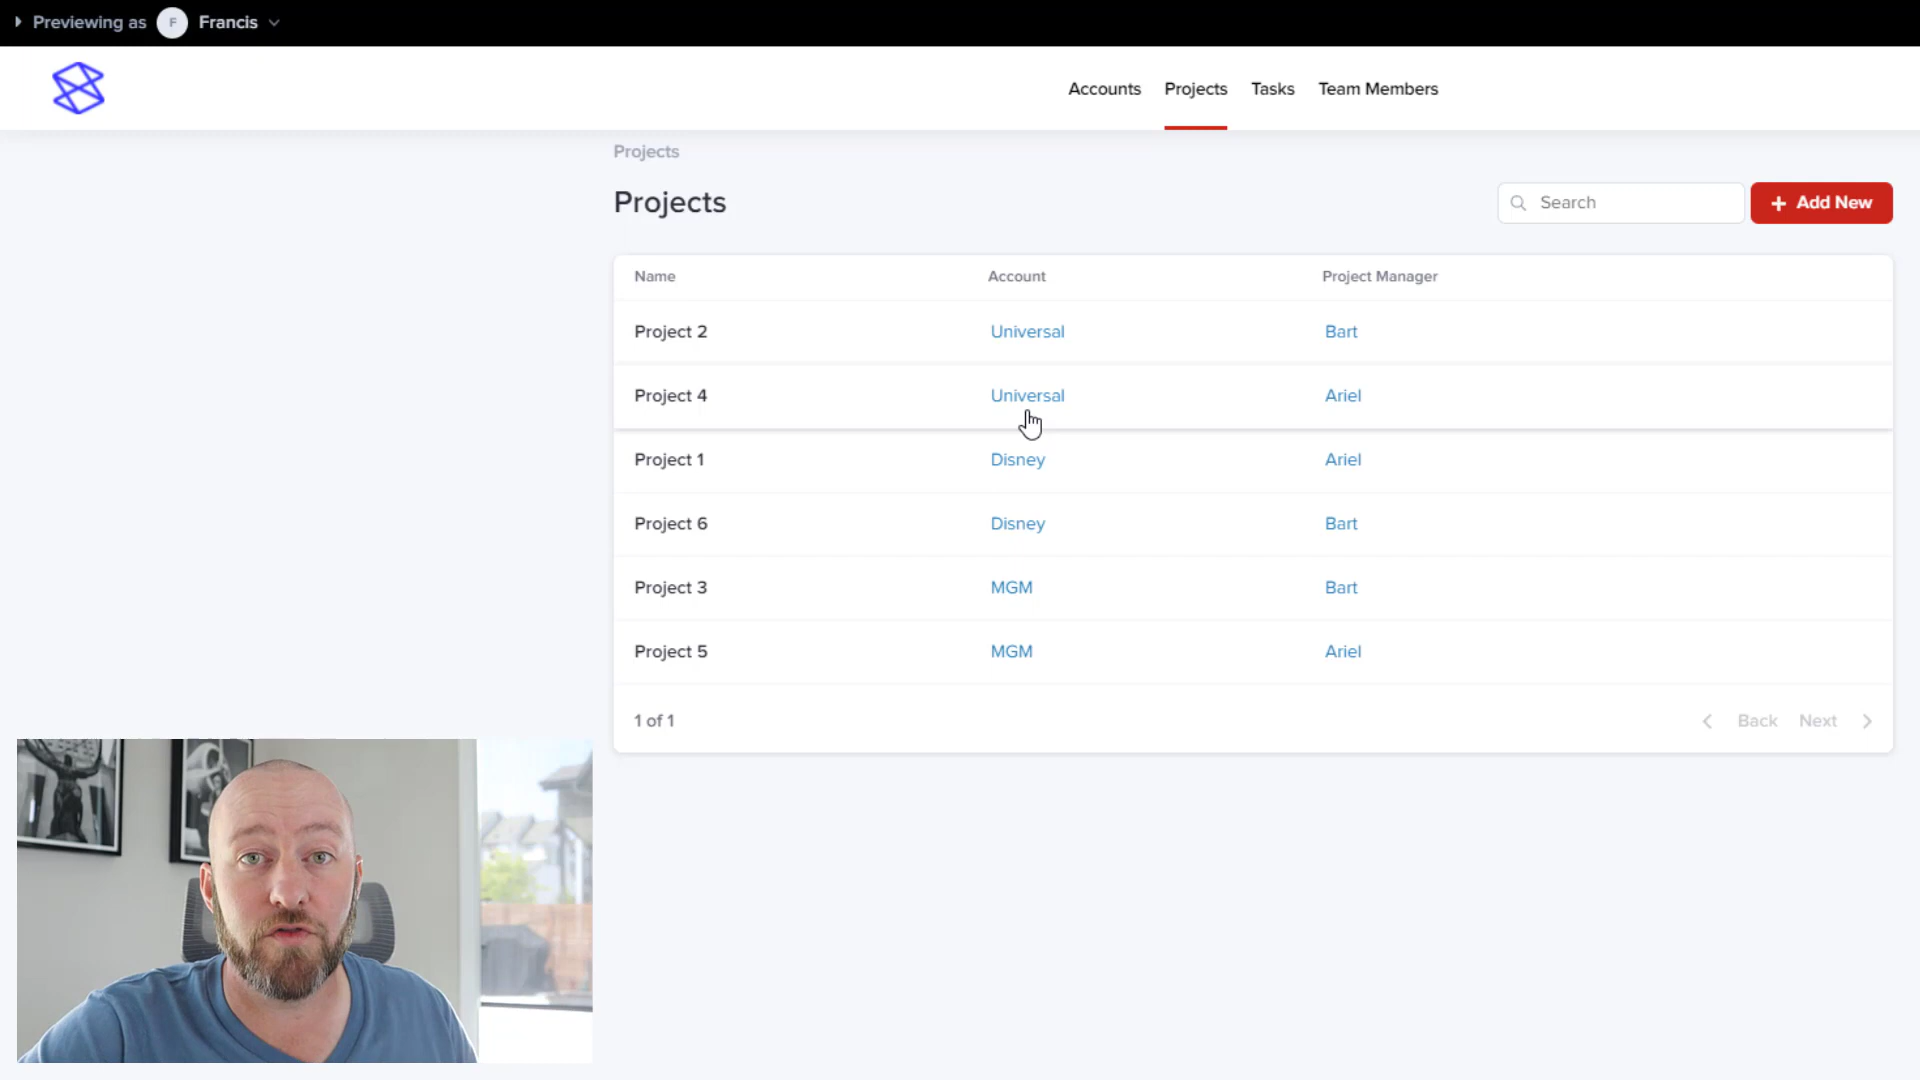 Previewing as F Francis
Accounts Projects Tasks Team Members
Projects
Projects
Search
Add New
Name Account Project Manager
Project 2 Universal Bart
Project 4 Universal Ariel
Project 1 Disney Ariel
Project 6 Disney Bart
Project 3 MGM Bart
Project 5 MGM Ariel
1 of 1 Back Next